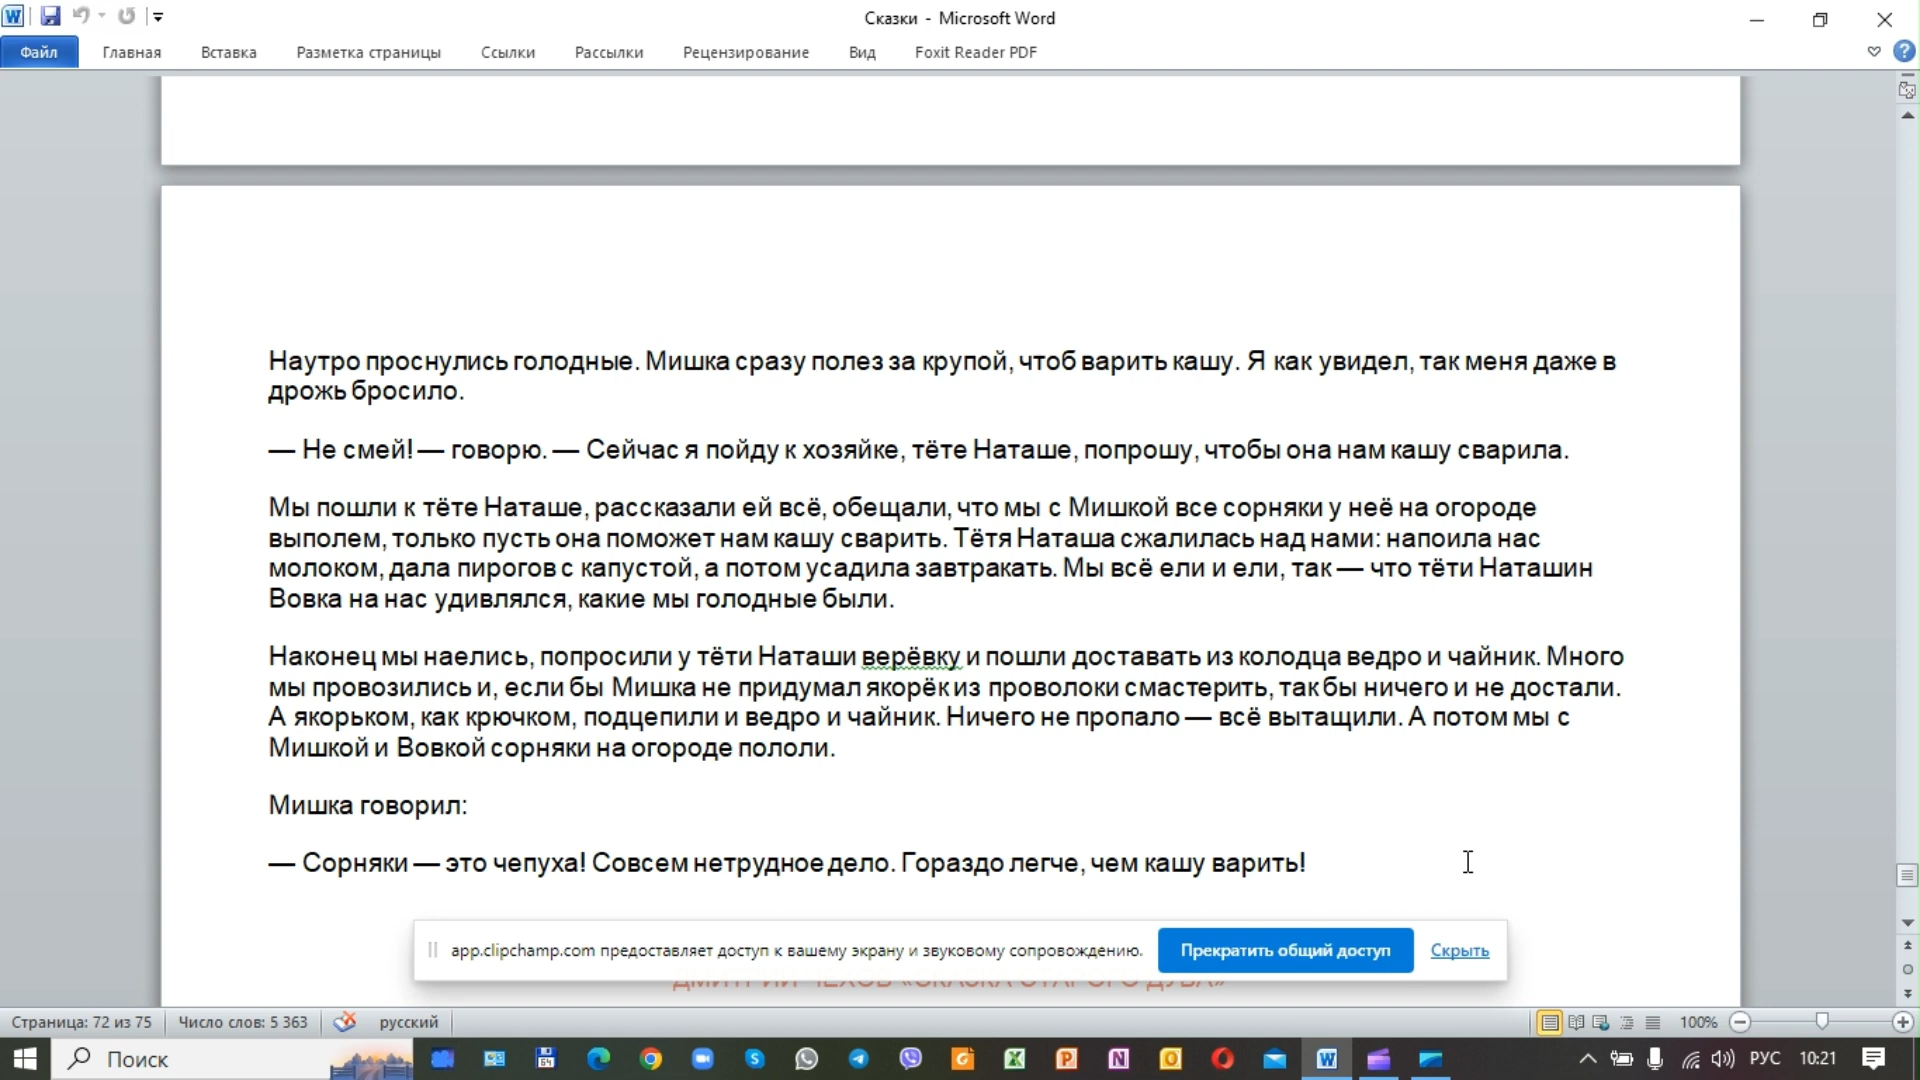 Сказки - Microsoft Word
Файл Главная Вставка Разметка страницы Ссылки Рассылки Рецензирование Вид Foxit Reader PDF
Наутро проснулись голодные. Мишка сразу полез за крупой, чтоб варить кашу. Я как увидел, так меня даже в
дрожь бросило.
— Не смей! — говорю. — Сейчас я пойду к хозяйке, тёте Наташе, попрошу, чтобы она нам кашу сварила.
Мы пошли к тёте Наташе, рассказали ей всё, обещали, что мы с Мишкой все сорняки у неё на огороде
выполем, только пусть она поможет нам кашу сварить. Тётя Наташа сжалилась над нами: напоила нас
молоком, дала пирогов с капустой, а потом усадила завтракать. Мы всё ели и ели, так — что тёти Наташин
Вовка на нас удивлялся, какие мы голодные были.
Наконец мы наелись, попросили у тёти Наташи верёвку и пошли доставать из колодца ведро и чайник. Много
мы провозились и, если бы Мишка не придумал якорёк из проволоки смастерить, так бы ничего и не достали.
А якорьком, как крючком, подцепили и ведро и чайник. Ничего не пропало — всё вытащили. А потом мы с
Мишкой и Вовкой сорняки на огороде пололи.
Мишка говорил:
— Сорняки — это чепуха! Совсем нетрудное дело. Гораздо легче, чем кашу варить!
app.clipchamp.com предоставляет доступ к вашему экрану и звуковому сопровождению. Прекратить общий доступ Скрыть
ДМИТРИЙ ЧЕХОВ «СКАЗКА СТАРОГО ДУБА»
Страница: 72 из 75 Число слов: 5 363 русский 100%
Поиск РУС 10:21